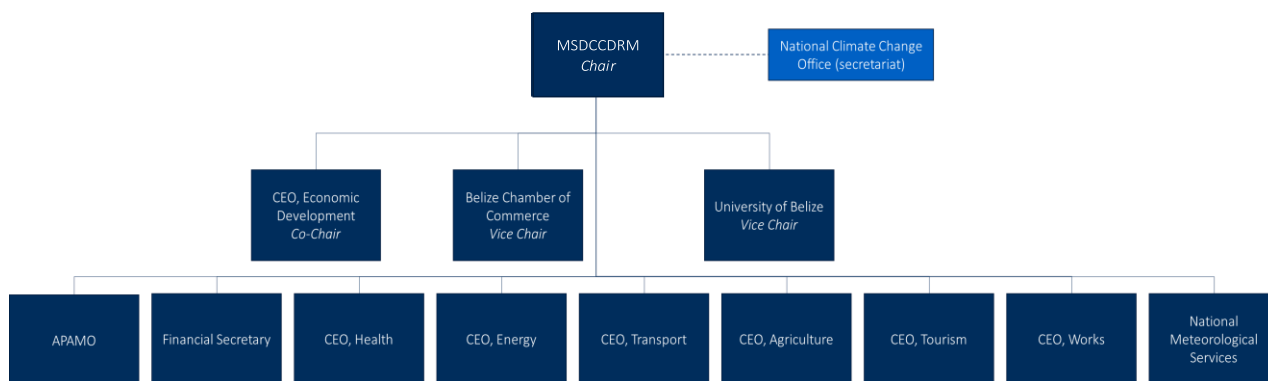 MSDCCDRM
Chair
National Climate Change
Office (secretariat)
CEO, Economic
Development
Co-Chair
Belize Chamber of
Commerce
Vice Chair
University of Belize
Vice Chair
APAMO
Financial Secretary
CEO, Health
CEO, Energy
CEO, Transport
CEO, Agriculture
CEO, Tourism
CEO, Works
National
Meteorological
Services